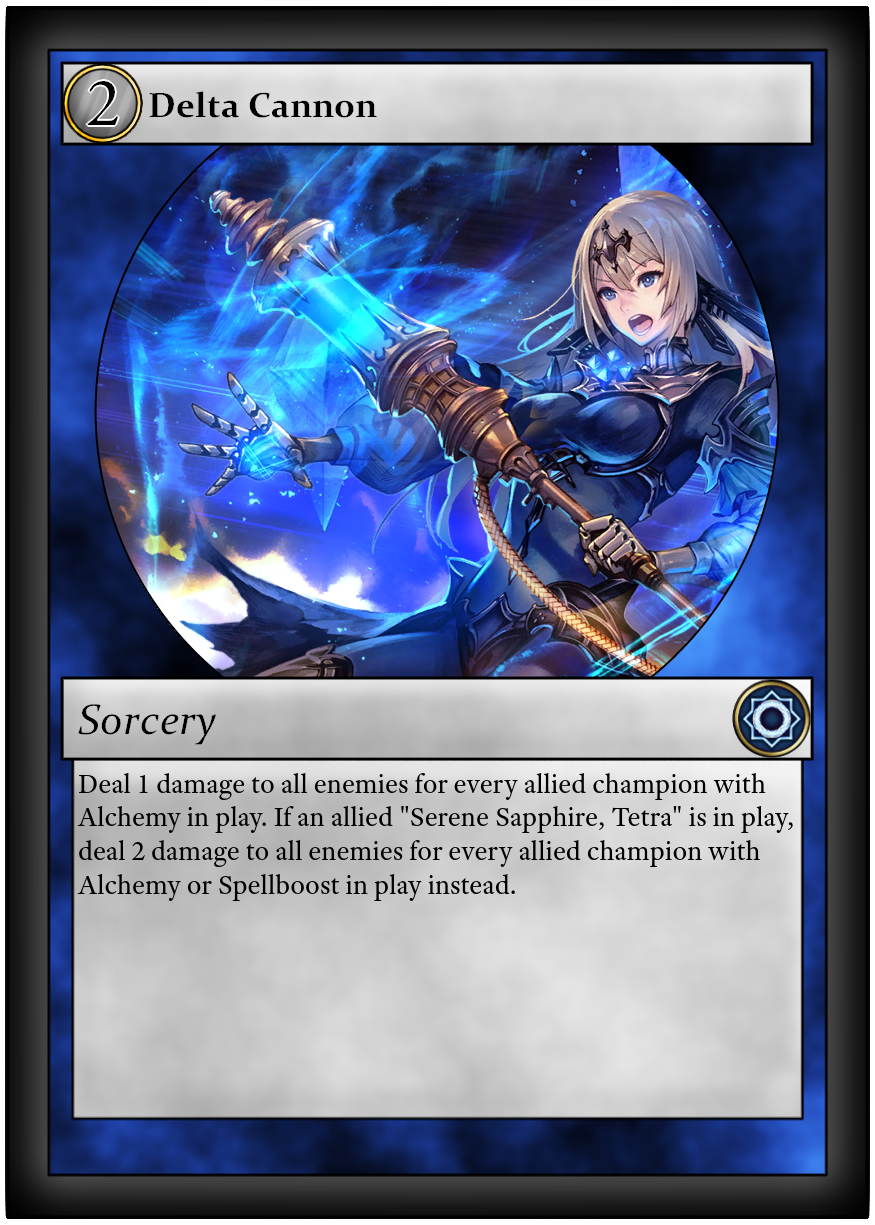 2 Delta Cannon
Sorcery
Deal 1 damage to all enemies for every allied champion with
Alchemy in play. If an allied "Serene Sapphire, Tetra" is in play,
deal 2 damage to all enemies for every allied champion with
Alchemy or Spellboost in play instead.